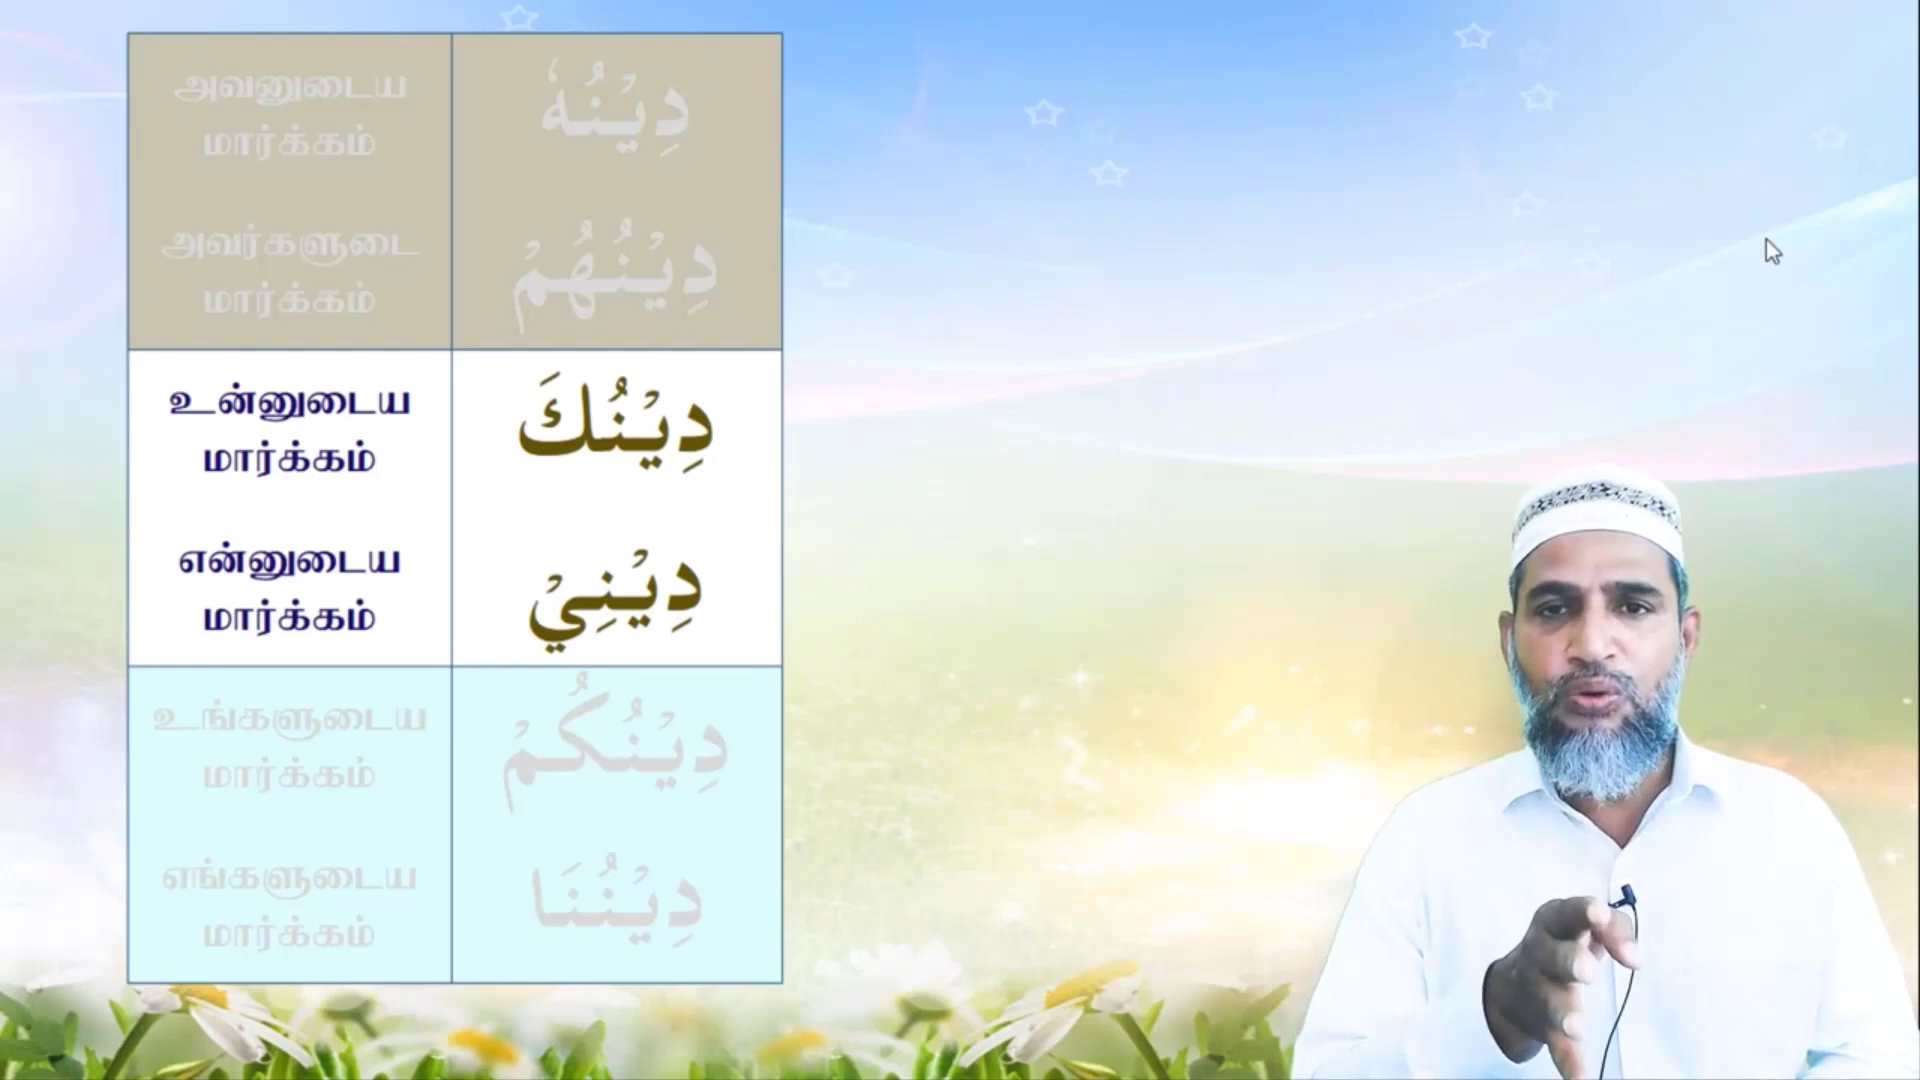 அவனுடைய
மார்க்கம்
دِيْنُهٗ
அவர்களுடை
மார்க்கம்
دِيْنُهُمْ
உன்னுடைய
மார்க்கம்
دِيْنُكَ
என்னுடைய
மார்க்கம்
دِيْنِيْ
உங்களுடைய
மார்க்கம்
دِيْنُكُمْ
எங்களுடைய
மார்க்கம்
دِيْنُنَا